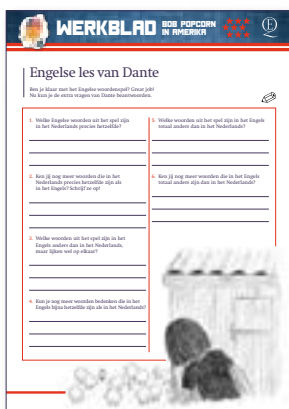 WERKBLAD
BOB POPCORN
IN AMERIKA
E
Engelse les van Dante
Ben je klaar met het Engelse woordenspel? Great job!
Nu kun je de extra vragen van Dante beantwoorden.
1. Welke Engelse woorden uit het spel zijn
in het Nederlands precies hetzelfde?
2. Ken jij nog meer woorden die in het
Nederlands precies hetzelfde zijn als
in het Engels? Schrijf ze op!
3. Welke woorden uit het spel zijn in het
Engels anders dan in het Nederlands,
maar lijken wel op elkaar?
4. Kun je nog meer woorden bedenken die in het
Engels bijna hetzelfde zijn als in het Nederlands?
5. Welke woorden uit het spel zijn in het Engels
totaal anders dan in het Nederlands?
6. Ken jij nog meer woorden die in het Engels
totaal anders zijn dan in het Nederlands?